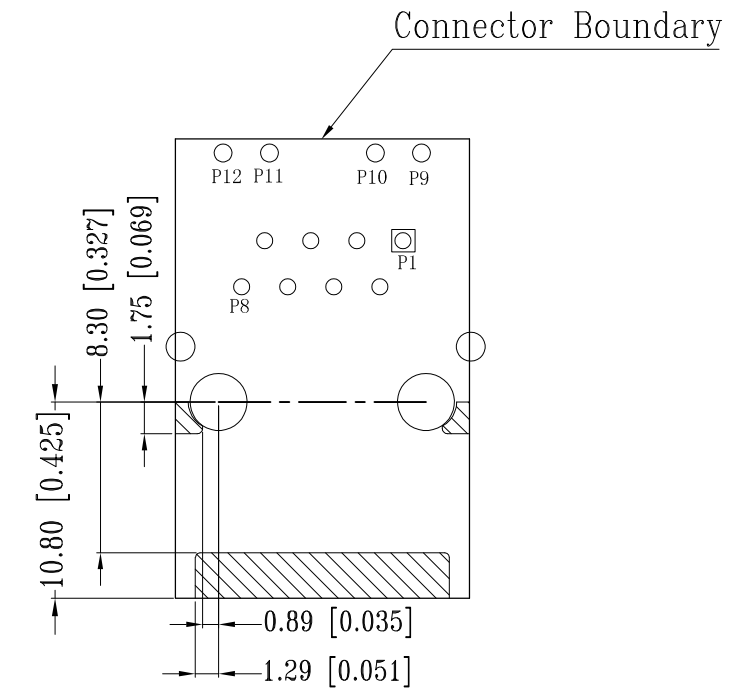 Connector Boundary
P12 P11 P10 P9
P1
P8
8.30 [0.327]
1.75 [0.069]
10.80 [0.425]
0.89 [0.035]
1.29 [0.051]